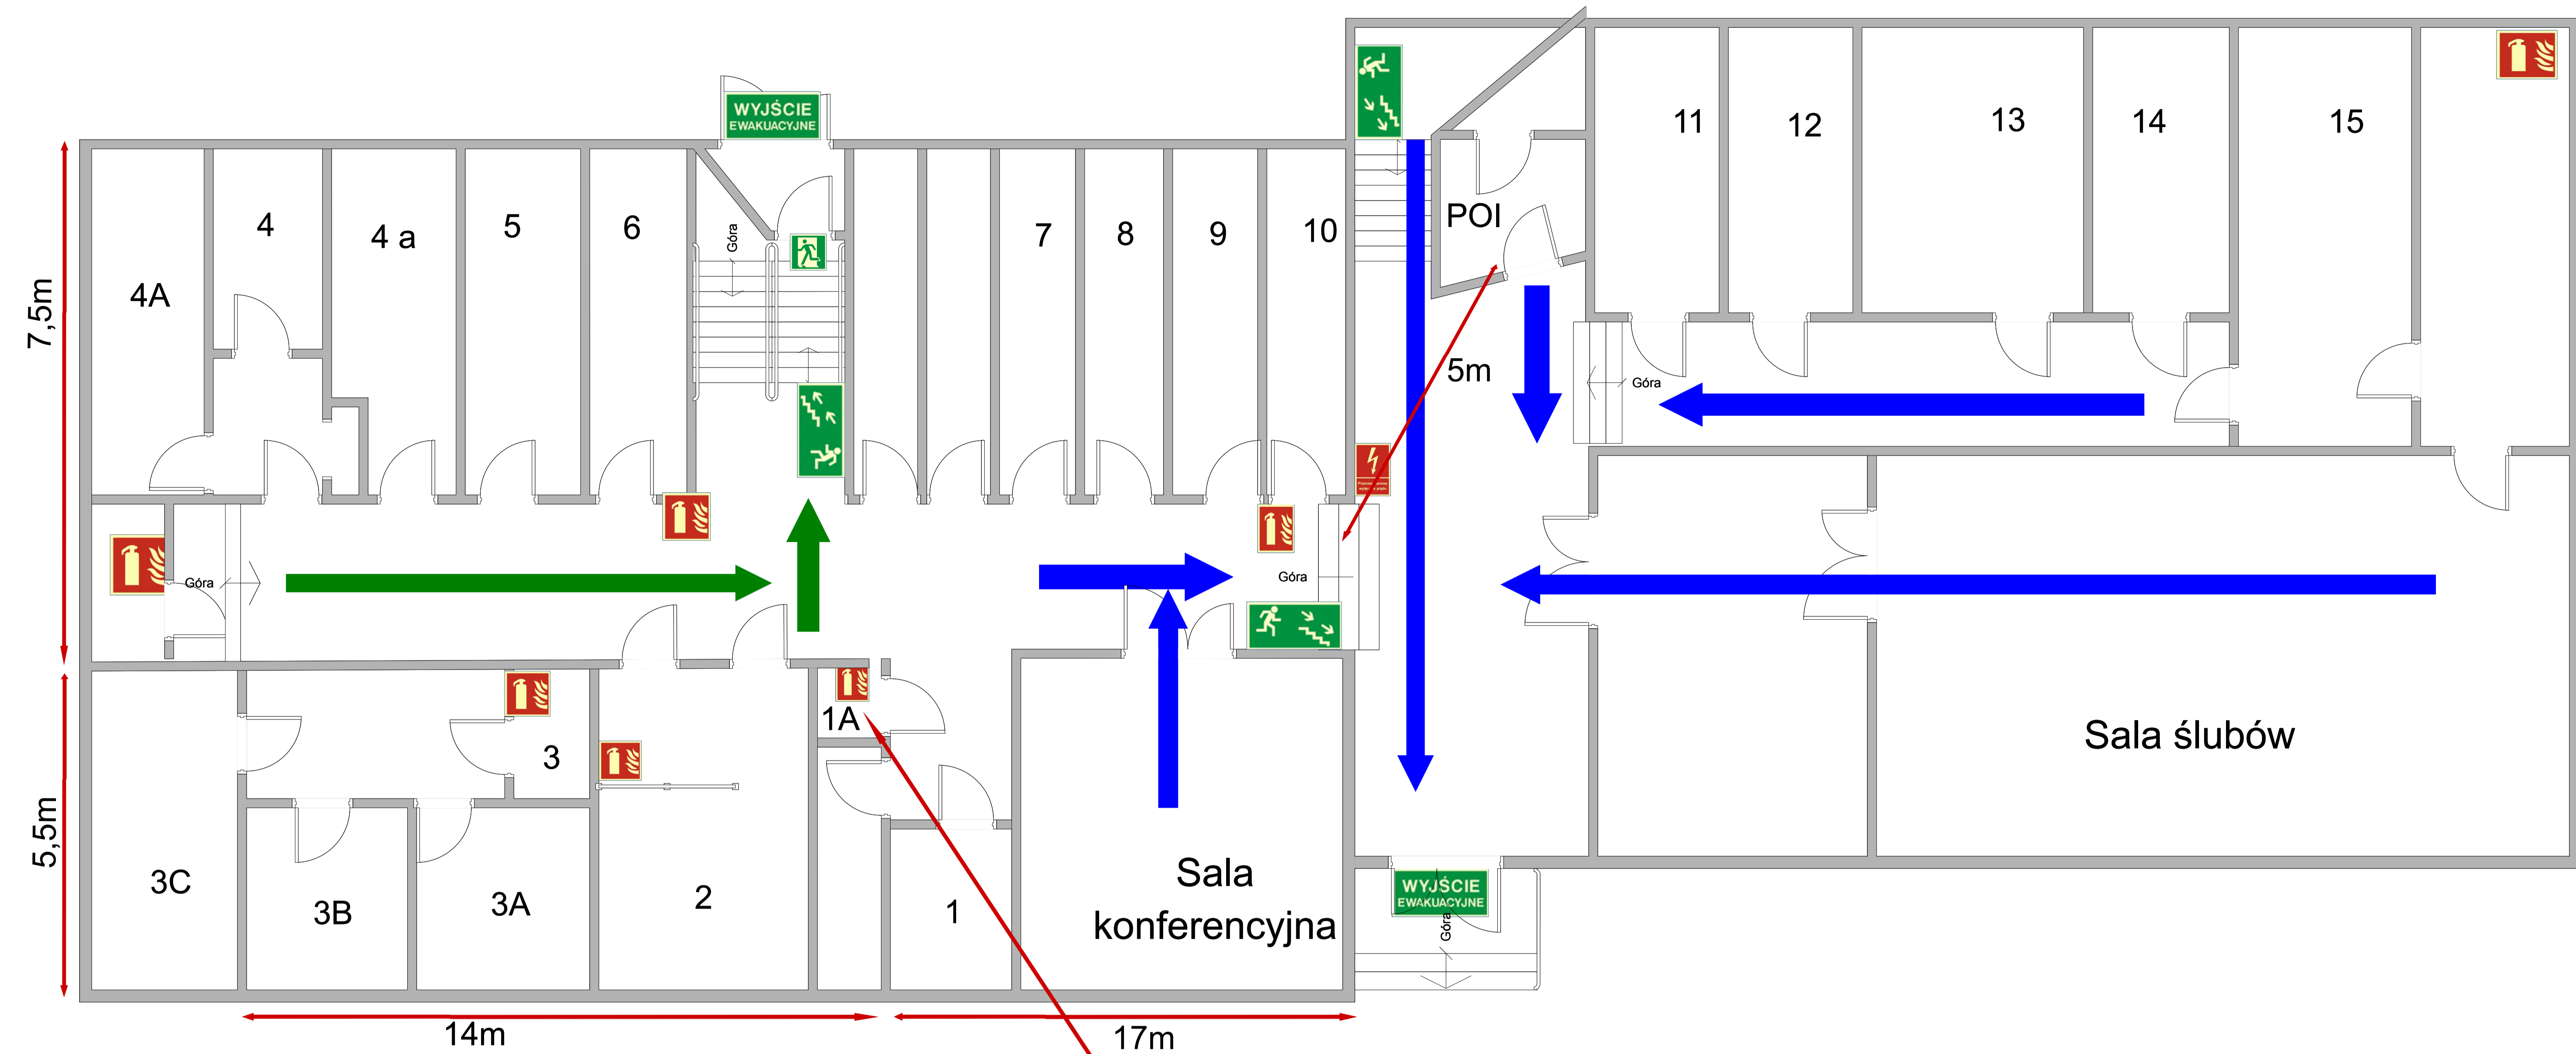 WYJŚCIE
EWAKUACYJNE
11
12
13
14
15
4A
4
4 a
5
6
Góra
7
8
9
10
POI
7,5m
5m
Góra
Góra
Góra
1A
3
5,5m
3C
3B
3A
2
1
Sala
konferencyjna
Sala ślubów
WYJŚCIE
EWAKUACYJNE
Góra
14m
17m